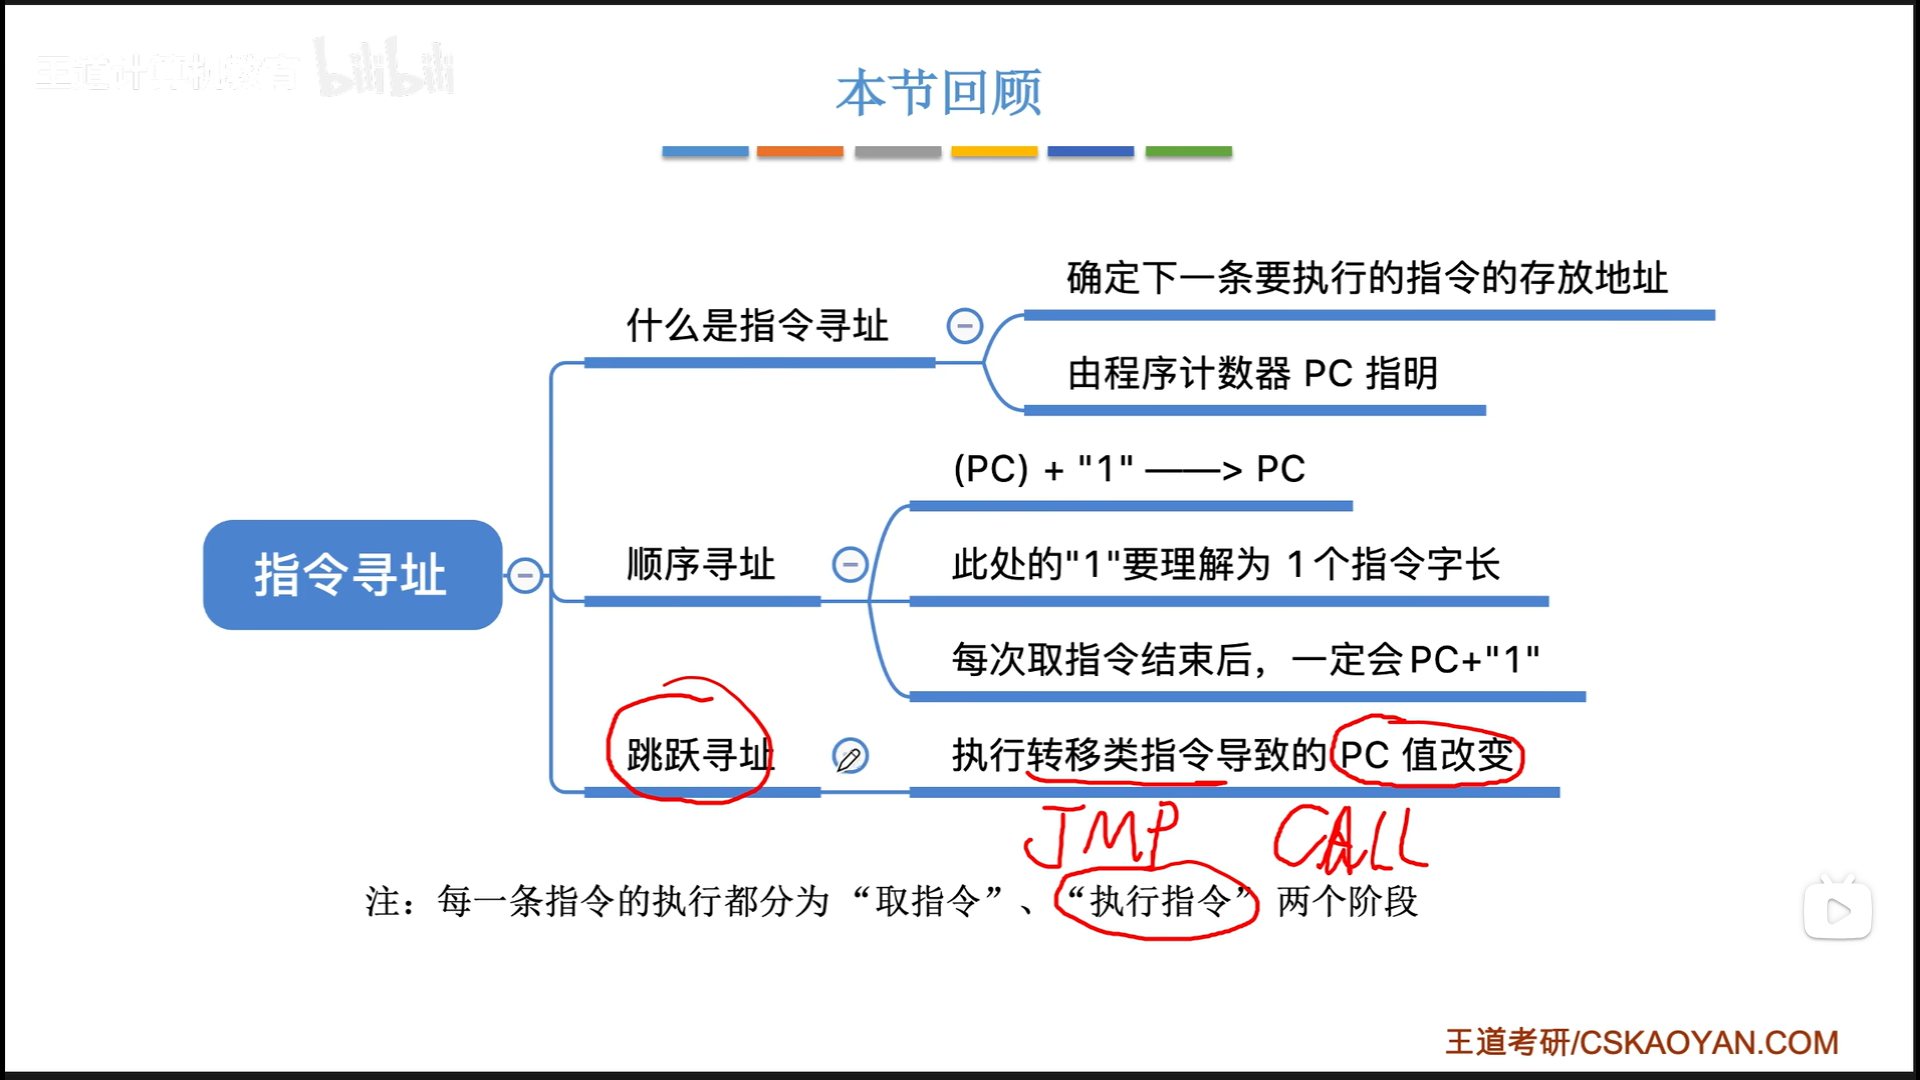 王道计算机教育 bilibili
本节回顾
确定下一条要执行的指令的存放地址
什么是指令寻址
由程序计数器 PC 指明
(PC) + "1" ——> PC
指令寻址
顺序寻址
此处的"1"要理解为 1个指令字长
每次取指令结束后，一定会PC+"1"
跳跃寻址
执行转移类指令导致的 PC 值改变
JMP CALL
注：每一条指令的执行都分为“取指令”、“执行指令” 两个阶段
王道考研/CSKAOYAN.COM